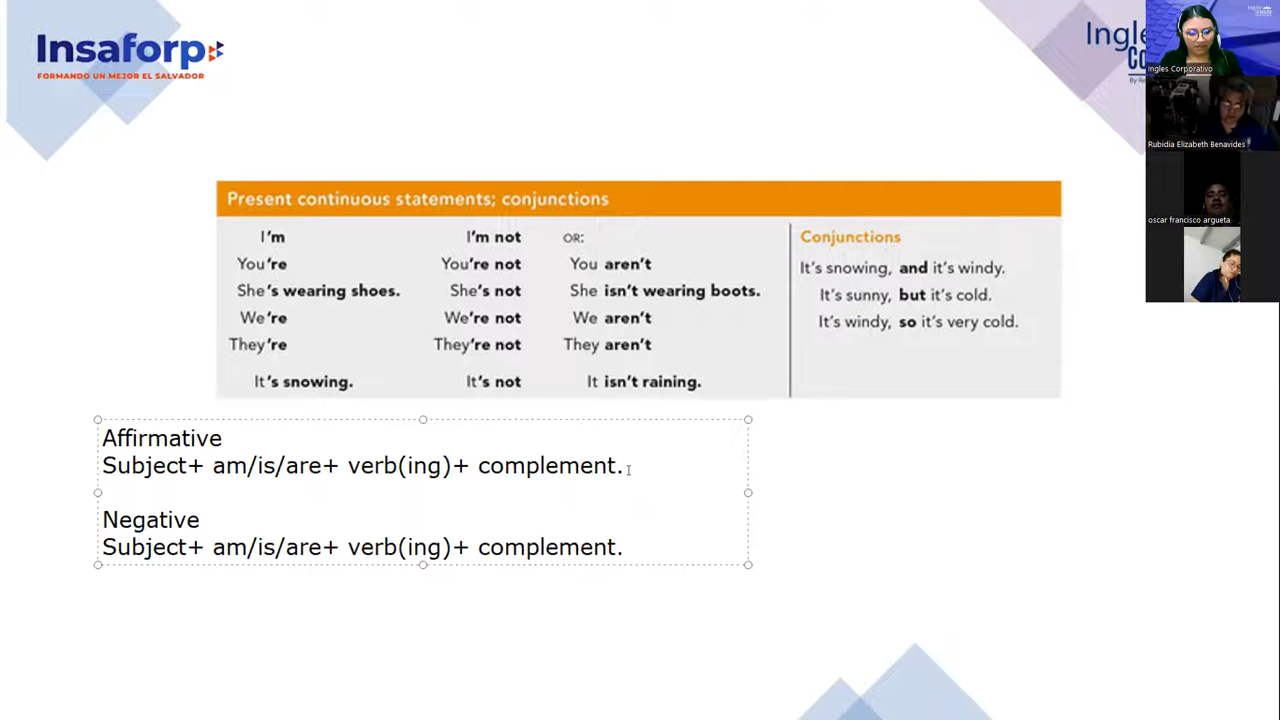 Insaforp
FORMANDO UN MEJOR EL SALVADOR
Ingles Corporativo
Rubidia Elizabeth Benavides
oscar francisco argueta
Present continuous statements; conjunctions
I'm I'm not OR: Conjunctions
You're You're not You aren't It's snowing, and it's windy.
She's wearing shoes. She's not She isn't wearing boots. It's sunny, but it's cold.
We're We're not We aren't It's windy, so it's very cold.
They're They're not They aren't
It's snowing. It's not It isn't raining.
Affirmative
Subject+ am/is/are+ verb(ing)+ complement.
Negative
Subject+ am/is/are+ verb(ing)+ complement.